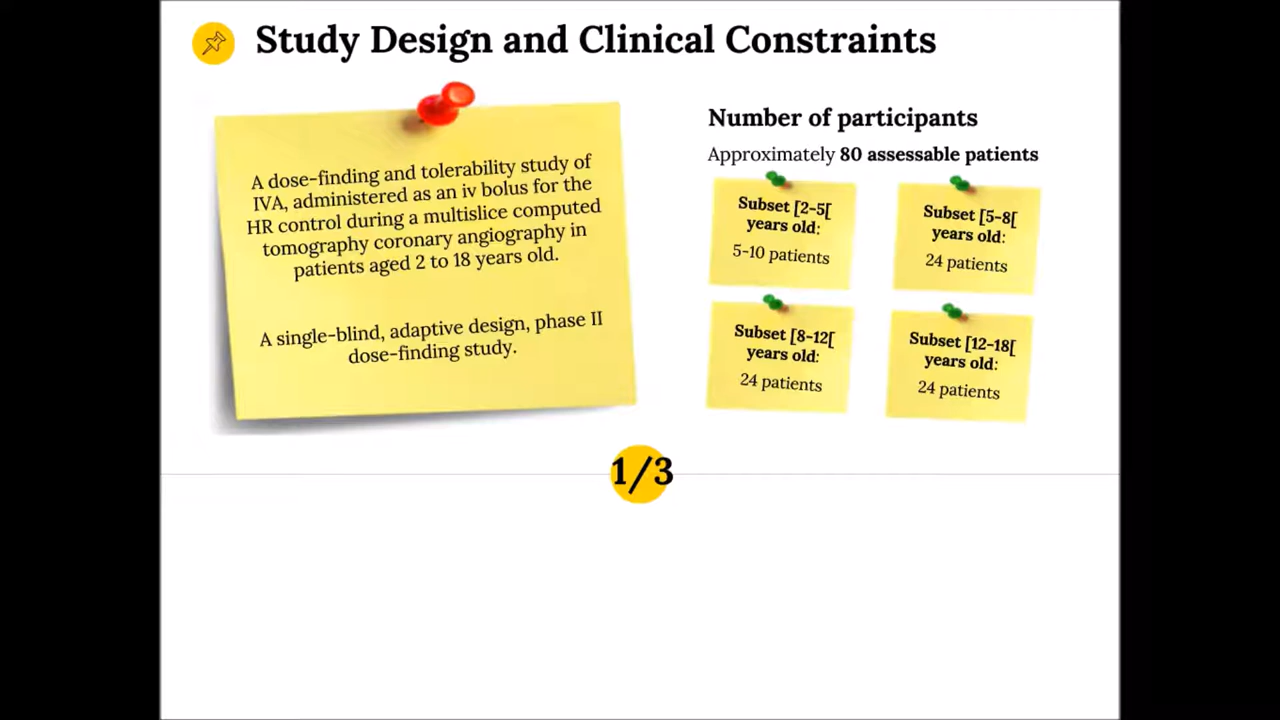 Study Design and Clinical Constraints
A dose-finding and tolerability study of
IVA, administered as an iv bolus for the
HR control during a multislice computed
tomography coronary angiography in
patients aged 2 to 18 years old.
A single-blind, adaptive design, phase II
dose-finding study.
Number of participants
Approximately 80 assessable patients
Subset [2-5[
years old:
5-10 patients
Subset [5-8[
years old:
24 patients
Subset [8-12[
years old:
24 patients
Subset [12-18[
years old:
24 patients
1/3